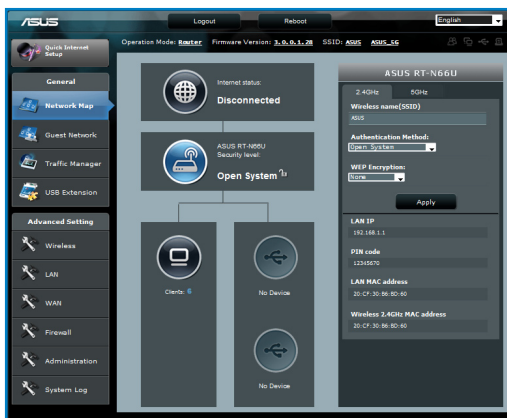 ASUS
Logout
Reboot
English
Quick Internet
Setup
Operation Mode: Router Firmware Version: 3.0.0.1.28 SSID: ASUS ASUS_5G
General
Network Map
Guest Network
Traffic Manager
USB Extension
Advanced Setting
Wireless
LAN
WAN
Firewall
Administration
System Log
Internet status:
Disconnected
ASUS RT-N66U
Security level:
Open System
Clients: 6
No Device
No Device
ASUS RT-N66U
2.4GHz 5GHz
Wireless name(SSID)
ASUS
Authentication Method:
Open System
WEP Encryption:
None
Apply
LAN IP
192.168.1.1
PIN code
12345670
LAN MAC address
20:CF:30:B6:BD:60
Wireless 2.4GHz MAC address
20:CF:30:B6:BD:60